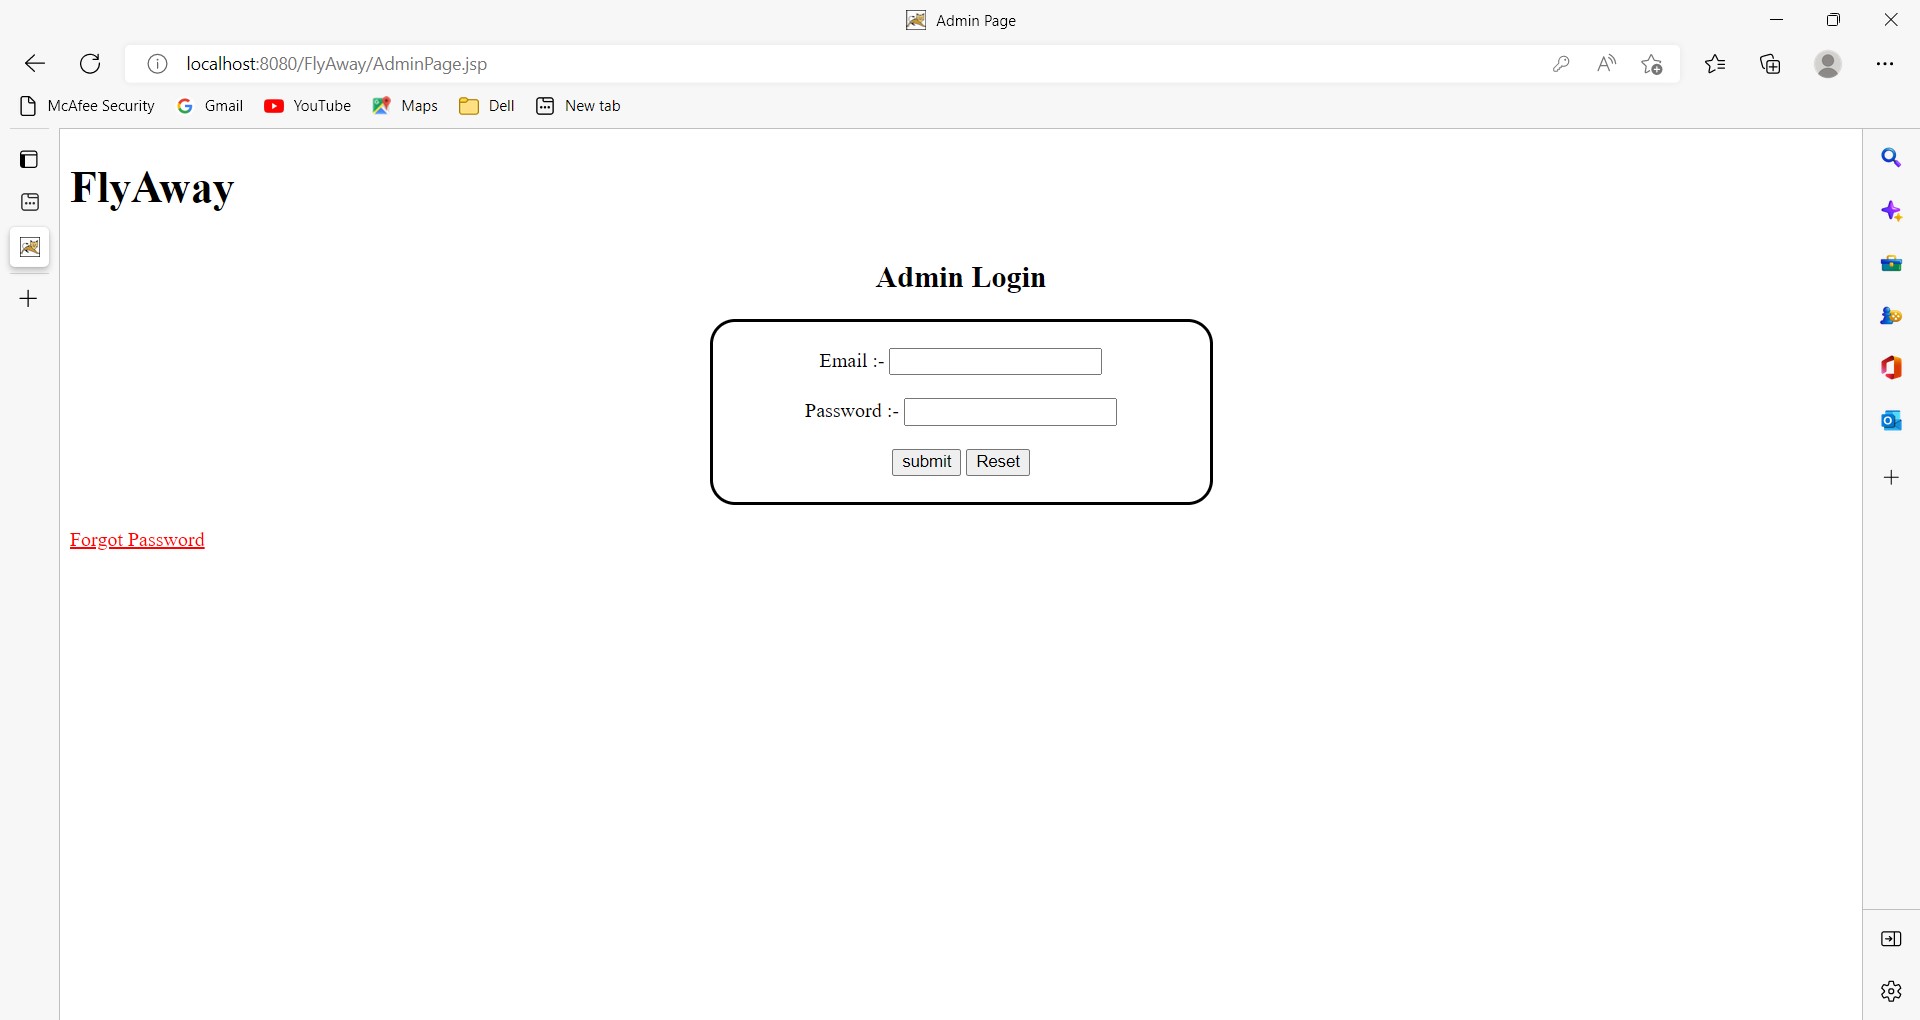 Admin Page
localhost:8080/FlyAway/AdminPage.jsp
McAfee Security Gmail YouTube Maps Dell New tab
FlyAway
Admin Login
Email :-
Password :-
submit Reset
Forgot Password